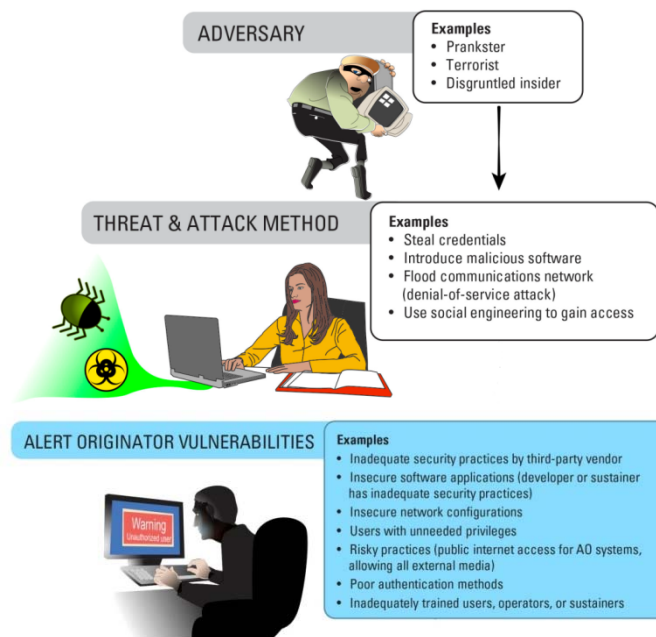 ADVERSARY
Examples
• Prankster
• Terrorist
• Disgruntled insider
THREAT & ATTACK METHOD
Examples
• Steal credentials
• Introduce malicious software
• Flood communications network
(denial-of-service attack)
• Use social engineering to gain access
ALERT ORIGINATOR VULNERABILITIES
Examples
• Inadequate security practices by third-party vendor
• Insecure software applications (developer or sustainer
has inadequate security practices)
• Insecure network configurations
• Users with unneeded privileges
• Risky practices (public internet access for AO systems,
allowing all external media)
• Poor authentication methods
• Inadequately trained users, operators, or sustainers
Warning
Unauthorized user